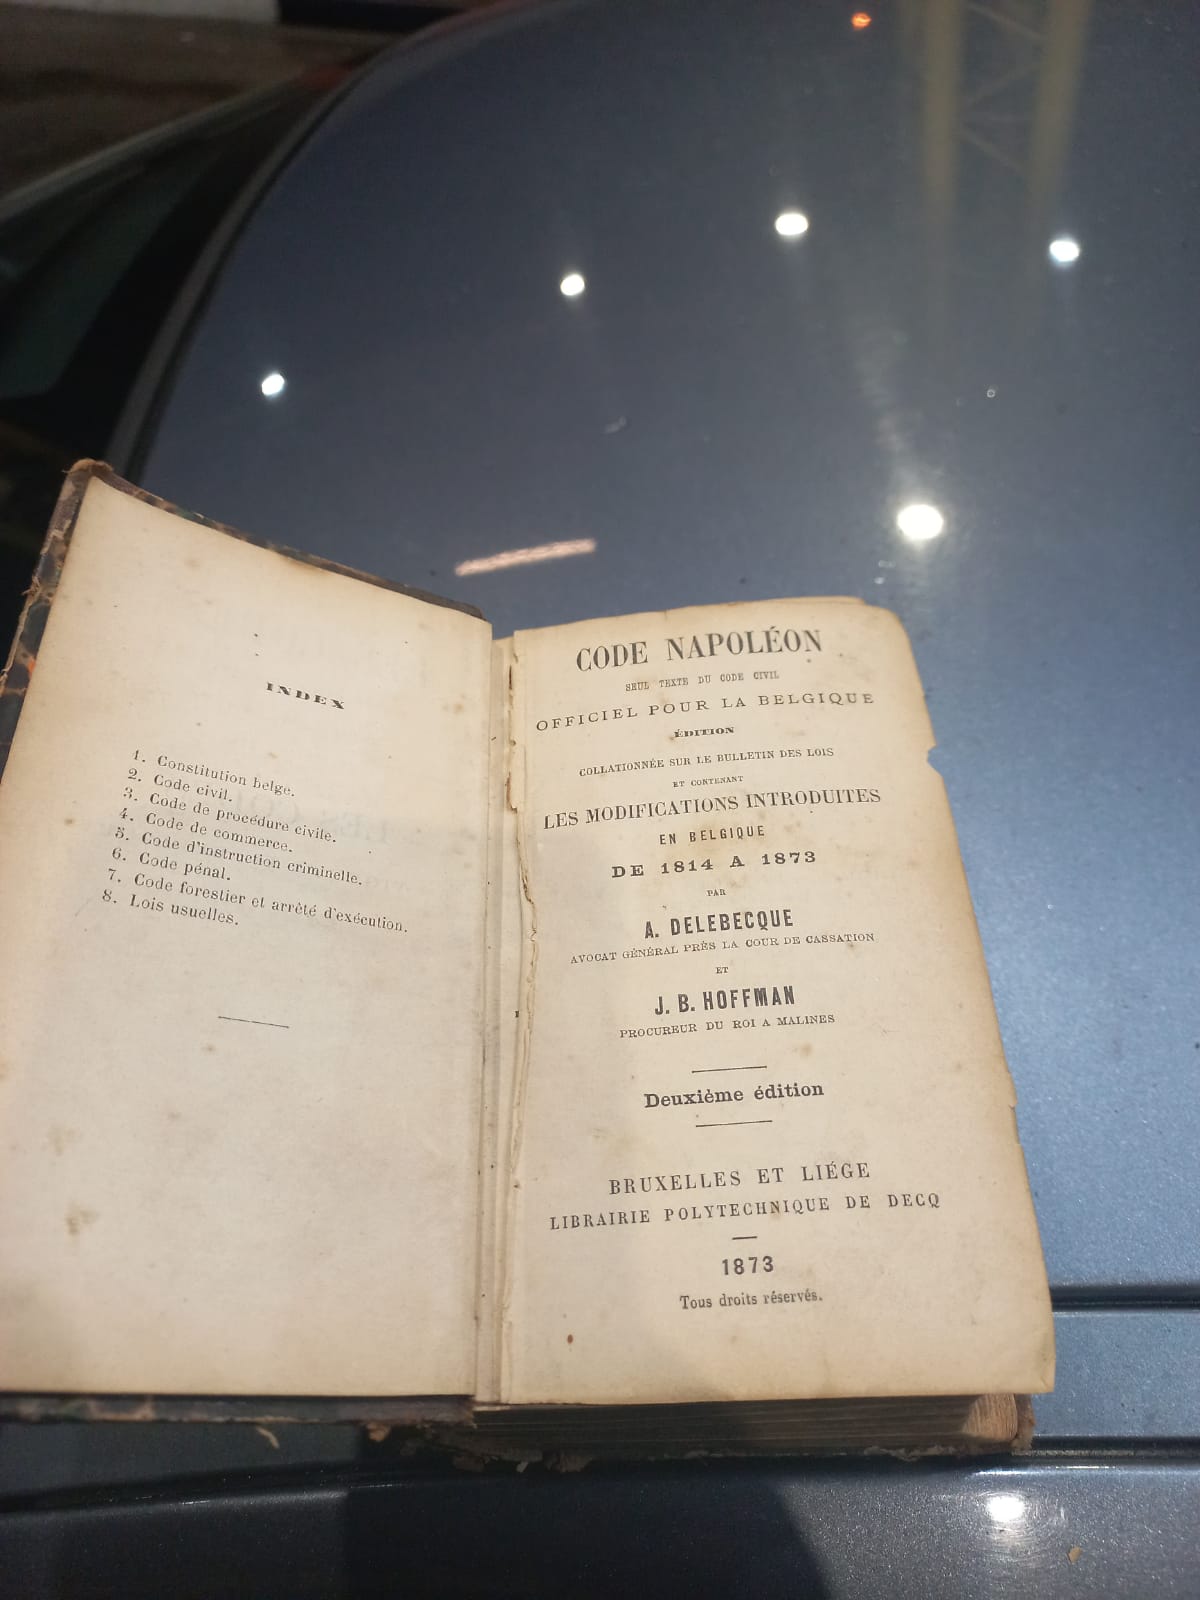 INDEX
1. Constitution belge.
2. Code civil.
3. Code de procédure civile.
4. Code de commerce.
5. Code d'instruction criminelle.
6. Code pénal.
7. Code forestier et arrêté d'exécution.
8. Lois usuelles.
CODE NAPOLÉON
SEUL TEXTE DU CODE CIVIL
OFFICIEL POUR LA BELGIQUE
ÉDITION
COLLATIONNÉE SUR LE BULLETIN DES LOIS
ET CONTENANT
LES MODIFICATIONS INTRODUITES
EN BELGIQUE
DE 1814 A 1873
PAR
A. DELEBECQUE
AVOCAT GÉNÉRAL PRÈS LA COUR DE CASSATION
ET
J. B. HOFFMAN
PROCUREUR DU ROI A MALINES
Deuxième édition
BRUXELLES ET LIÉGE
LIBRAIRIE POLYTECHNIQUE DE DECQ
1873
Tous droits réservés.